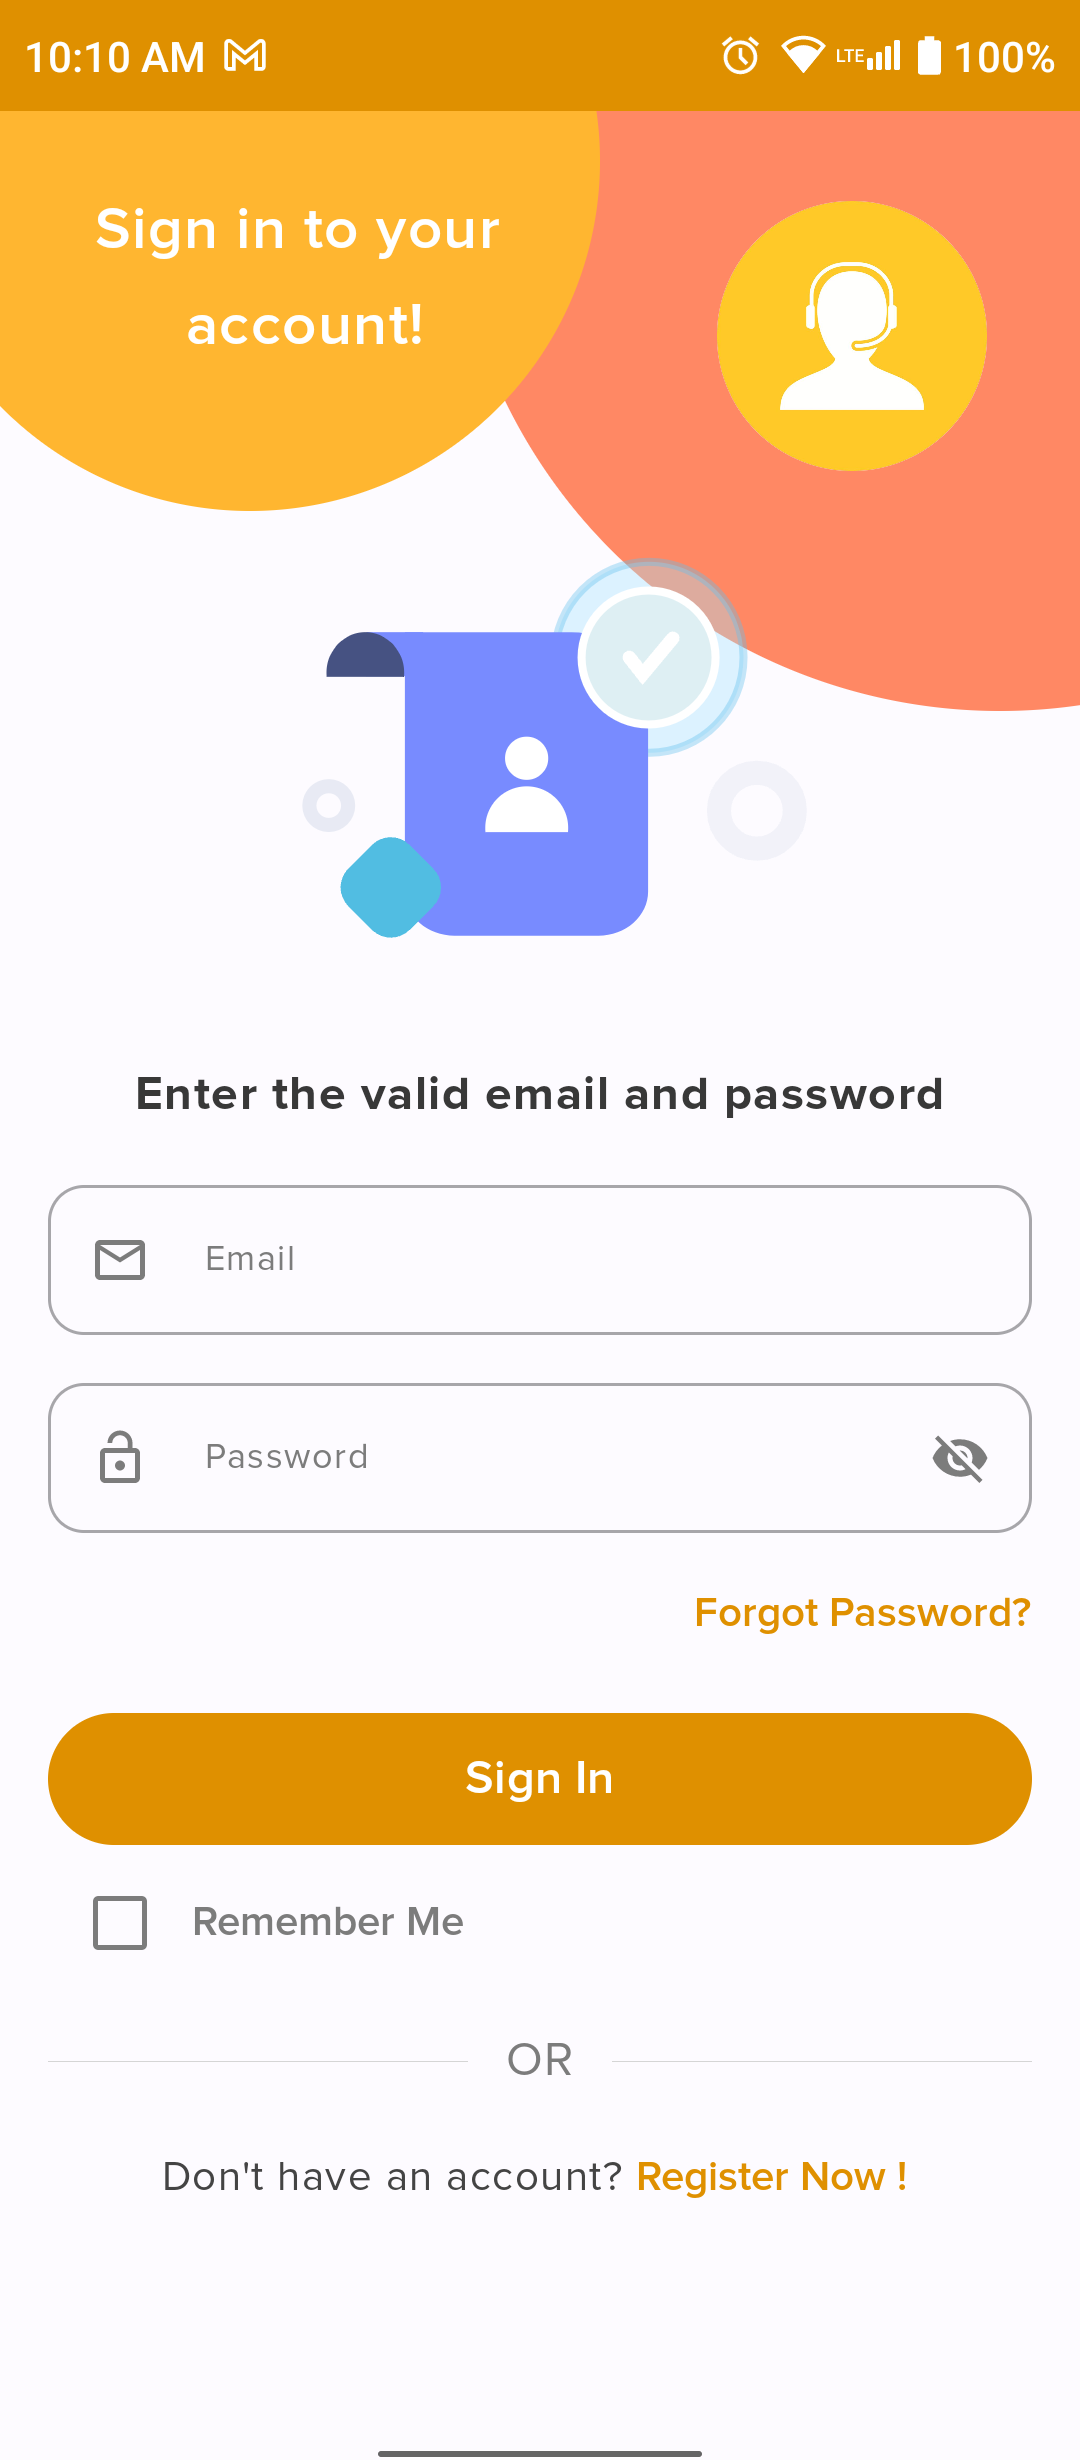 10:10 AM
LTE 100%
Sign in to your
account!
Enter the valid email and password
Email
Password
Forgot Password?
Sign In
Remember Me
OR
Don't have an account? Register Now !